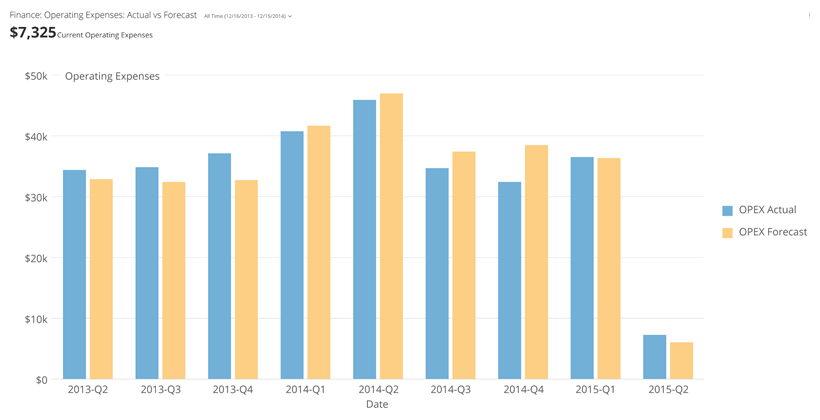 Finance: Operating Expenses: Actual vs Forecast All Time (12/16/2013 - 12/15/2014)
$7,325 Current Operating Expenses
$50k Operating Expenses
$40k
$30k
$20k
$10k
$0
OPEX Actual
OPEX Forecast
2013-Q2 2013-Q3 2013-Q4 2014-Q1 2014-Q2 2014-Q3 2014-Q4 2015-Q1 2015-Q2
Date